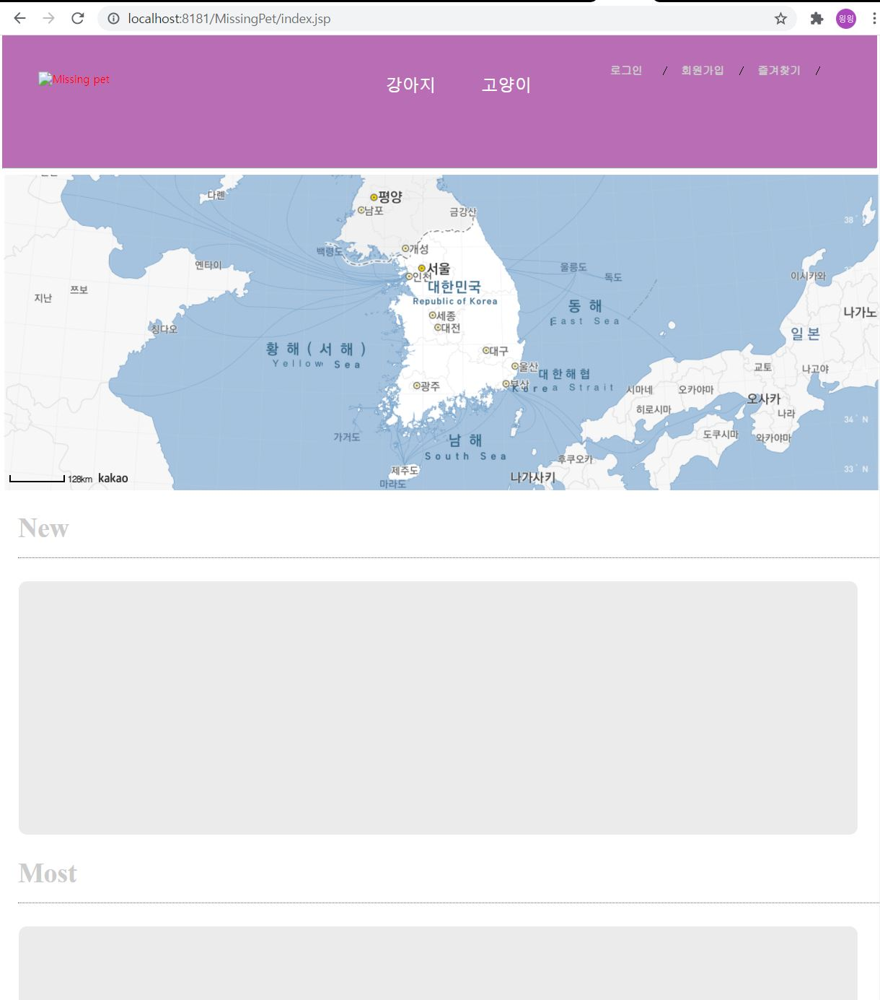 localhost:8181/MissingPet/index.jsp
윙윙
Missing pet
강아지 고양이
로그인 / 회원가입 / 즐겨찾기 /
다롄
평양
남포
금강산
38° N
개성
백령도
서울
인천
대한민국
Republic of Korea
옌타이
쯔보
지난
칭다오
울릉도
독도
이시카와
동 해
East Sea
나가노
일본
세종
대전
황 해 ( 서 해 )
Yellow Sea
대구
울산
부산
대한해협
Korea Strait
광주
교토
나고야
시마네
오카야마
오사카
히로시마
나라
34° N
도쿠시마
와카야마
가거도
남 해
South Sea
후쿠오카
제주도
나가사키
33° N
마라도
128km kakao
New
Most